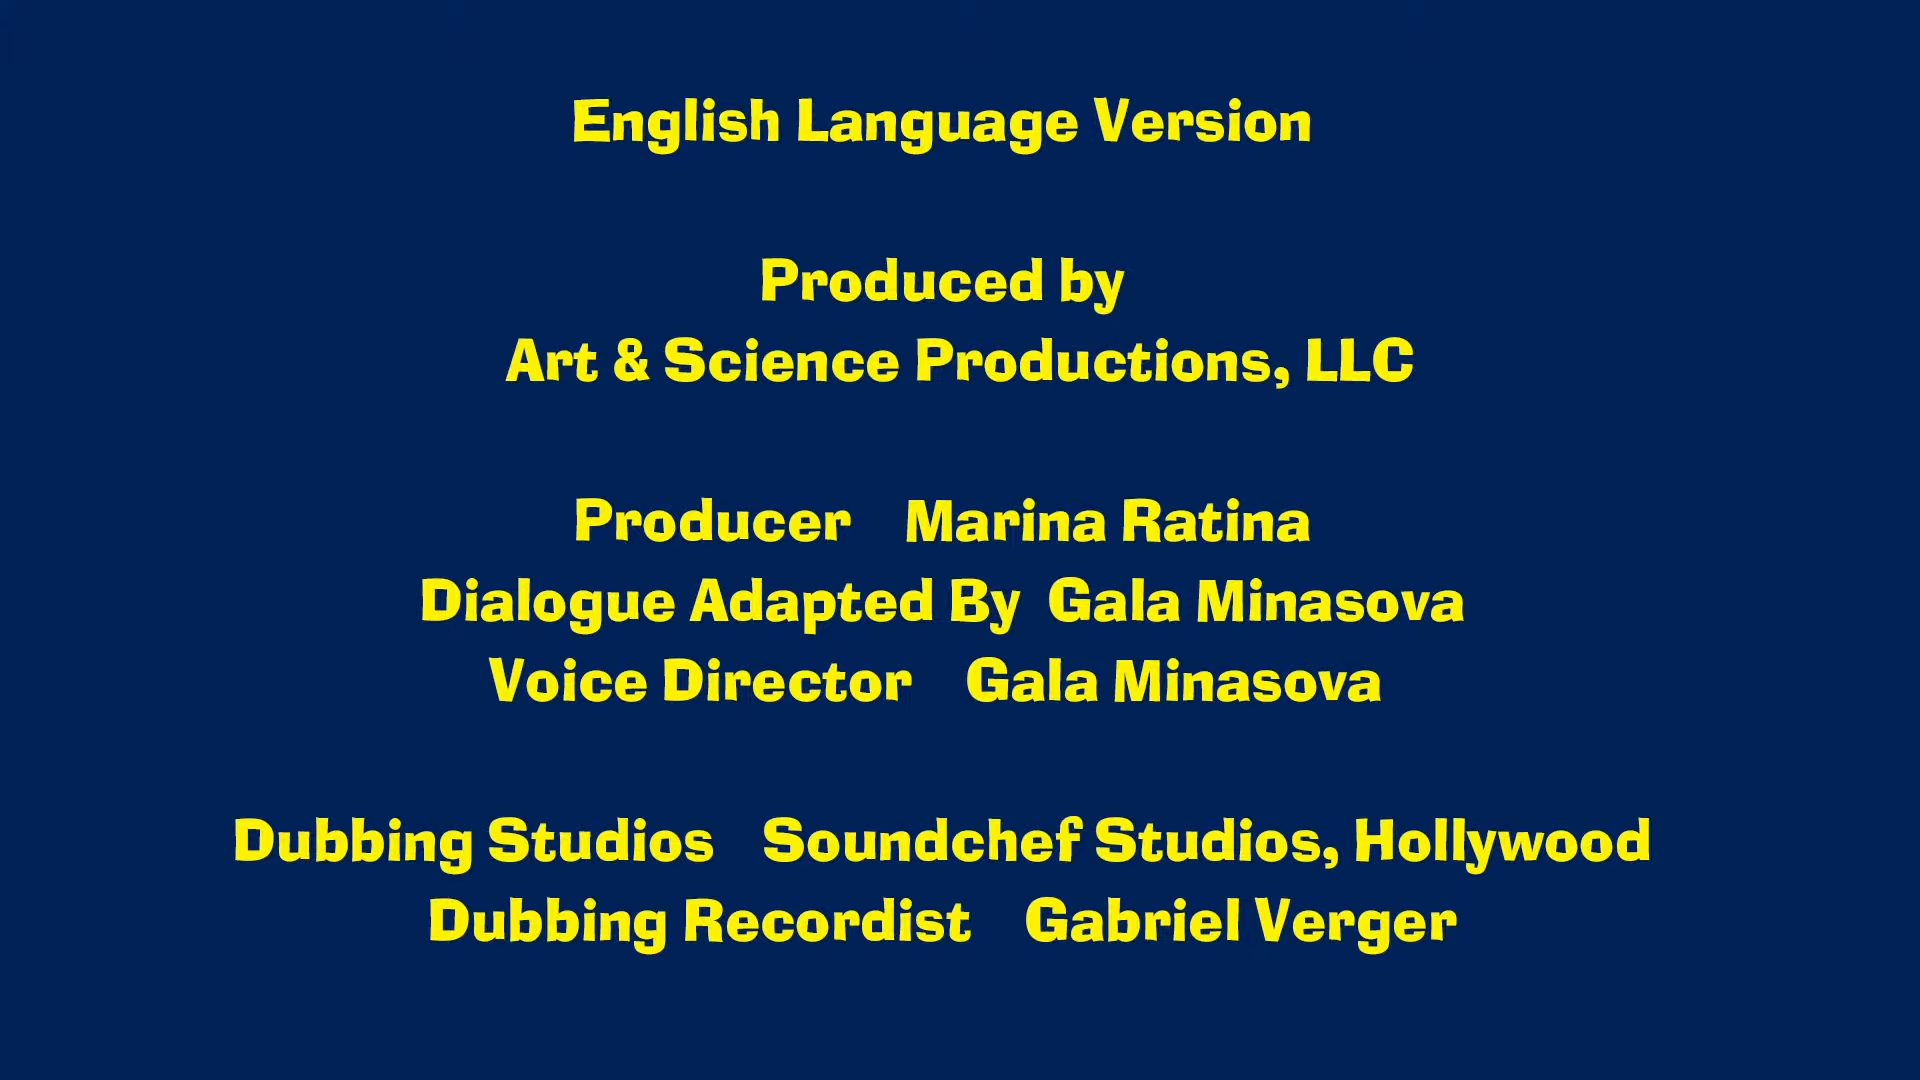 English Language Version
Produced by
Art & Science Productions, LLC
Producer Marina Ratina
Dialogue Adapted By Gala Minasova
Voice Director Gala Minasova
Dubbing Studios Soundchef Studios, Hollywood
Dubbing Recordist Gabriel Verger